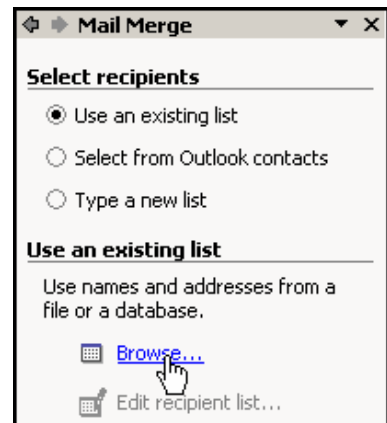 Mail Merge
Select recipients
Use an existing list
Select from Outlook contacts
Type a new list
Use an existing list
Use names and addresses from a
file or a database.
Browse...
Edit recipient list...